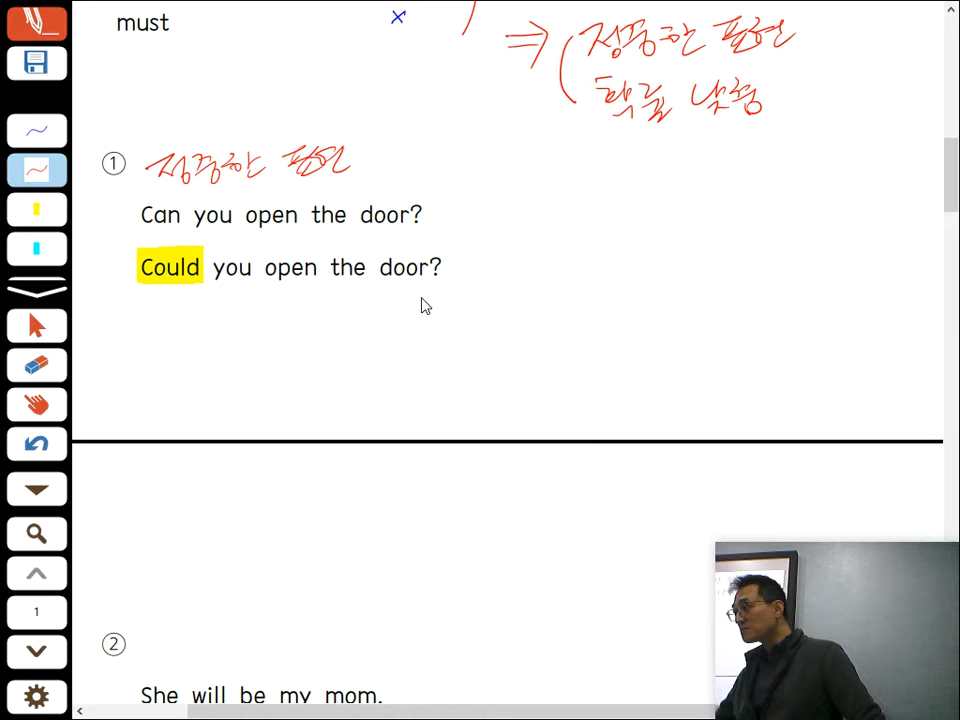 must
×
⇒ 정중한 표현
확률 낮춤
① 정중한 표현
Can you open the door?
Could you open the door?
1
②
She will be my mom.